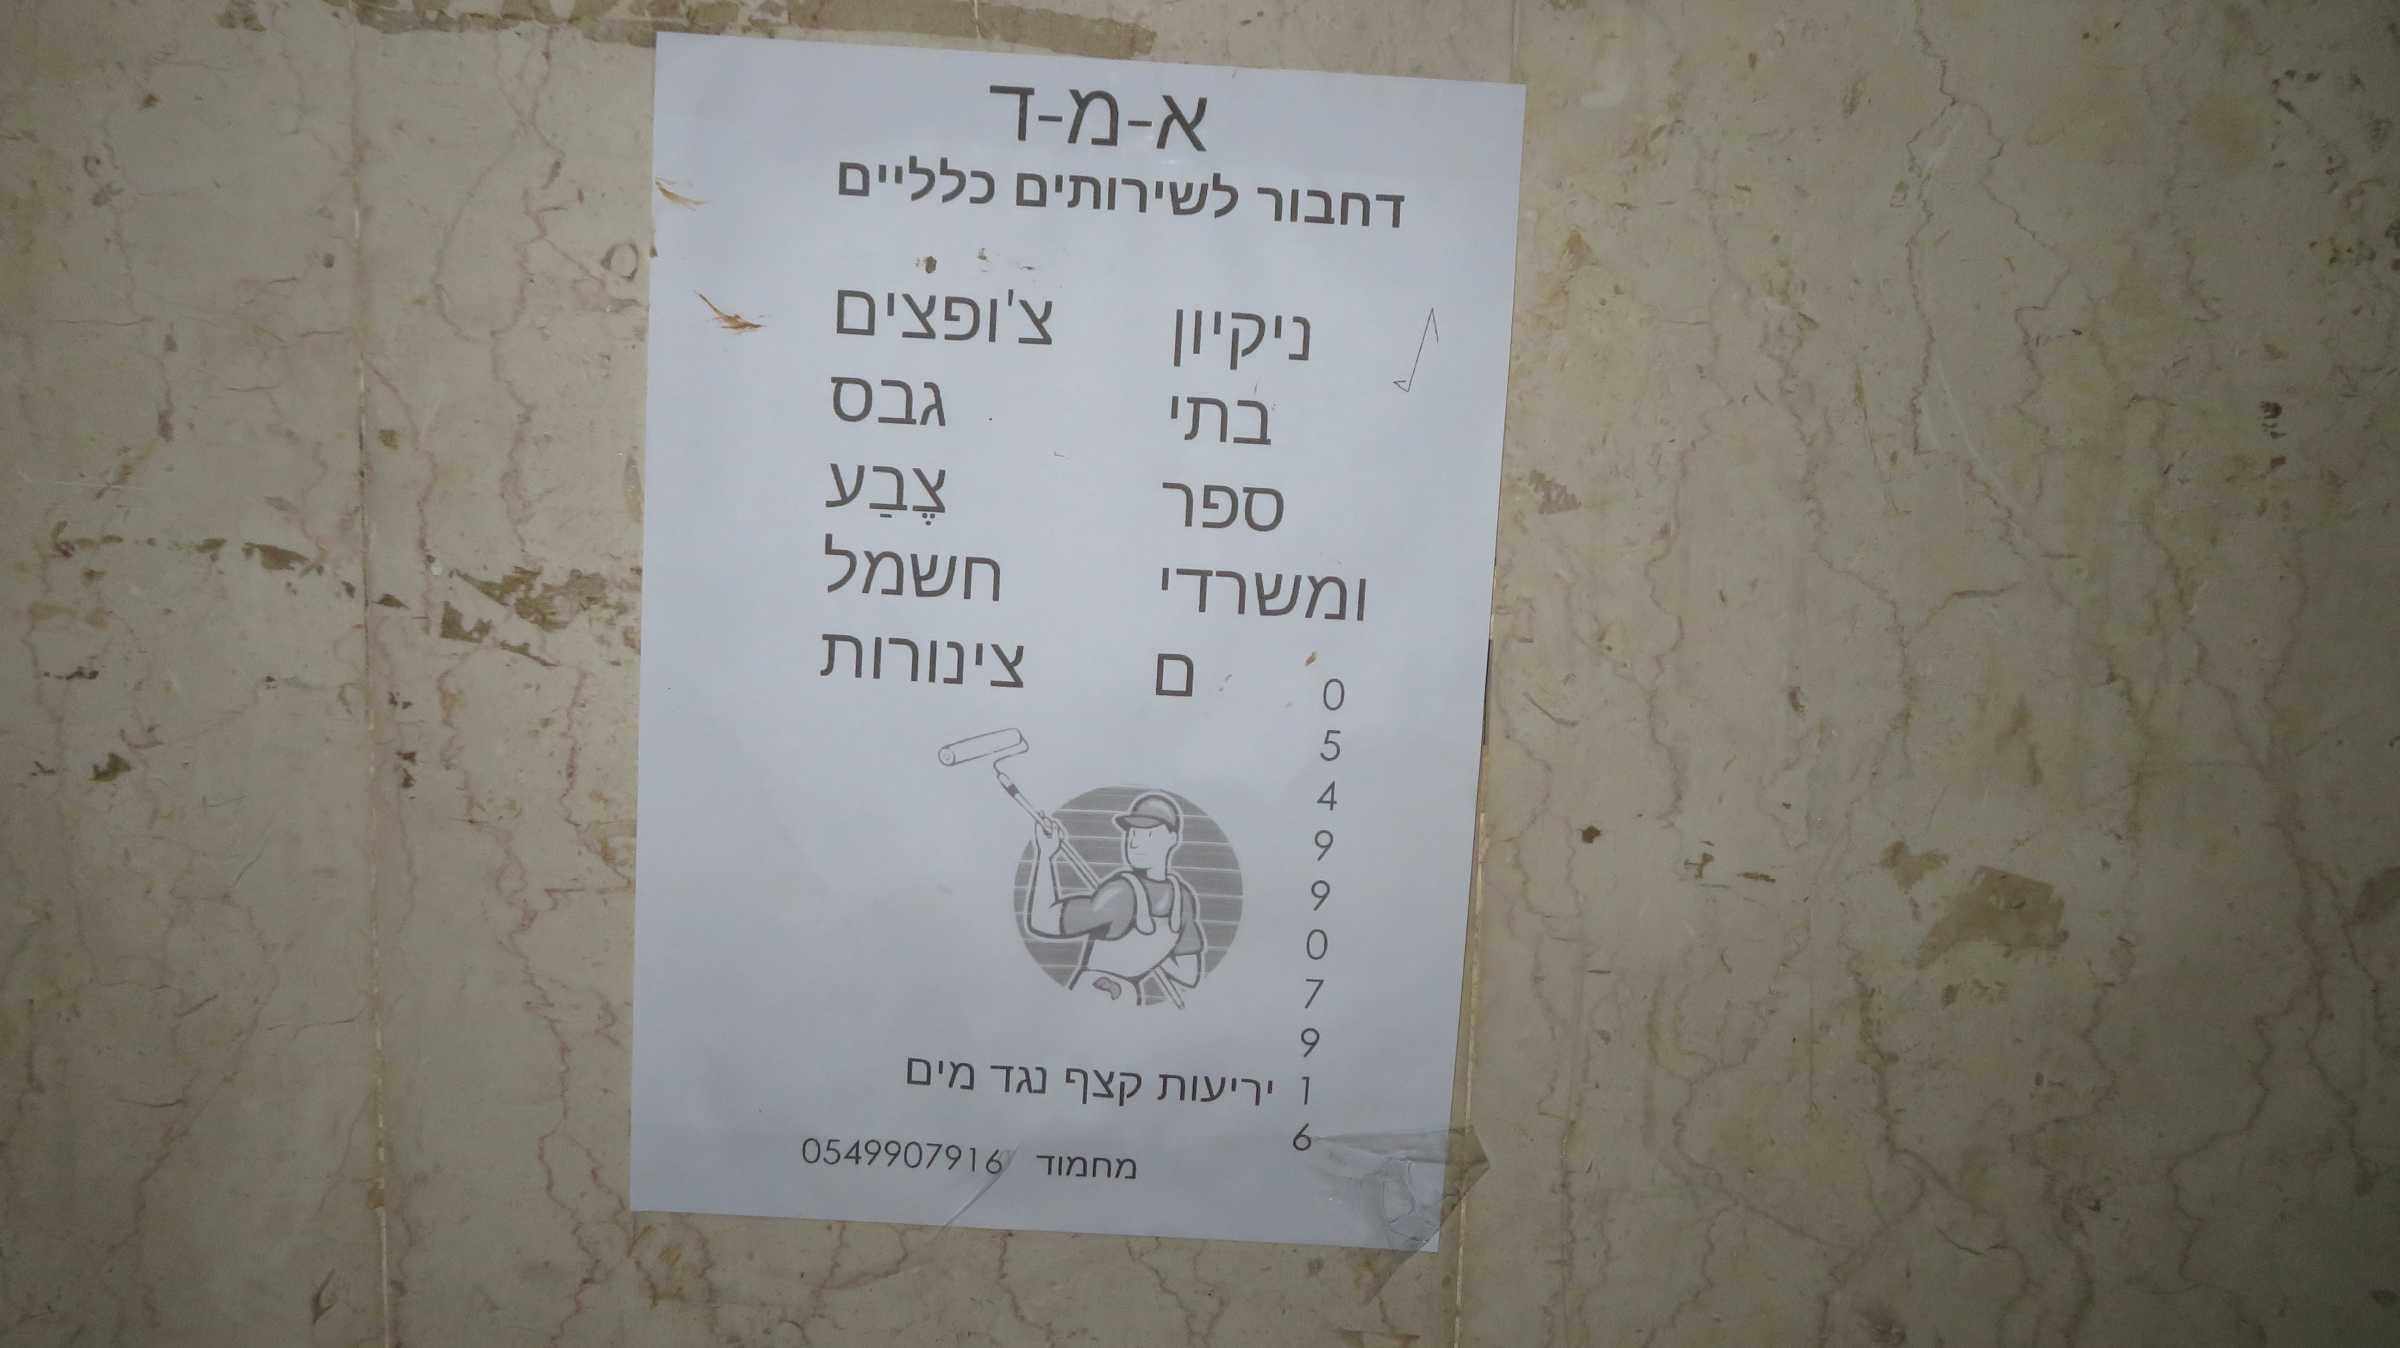 א-מ-ד
דחבור לשירותים כלליים
ניקיון
בתי
ספר
ומשרדי
ם
צ'ופצים
גבס
צֶבַע
חשמל
צינורות
0
5
4
9
9
0
7
9
1
6
יריעות קצף נגד מים
מחמוד 0549907916